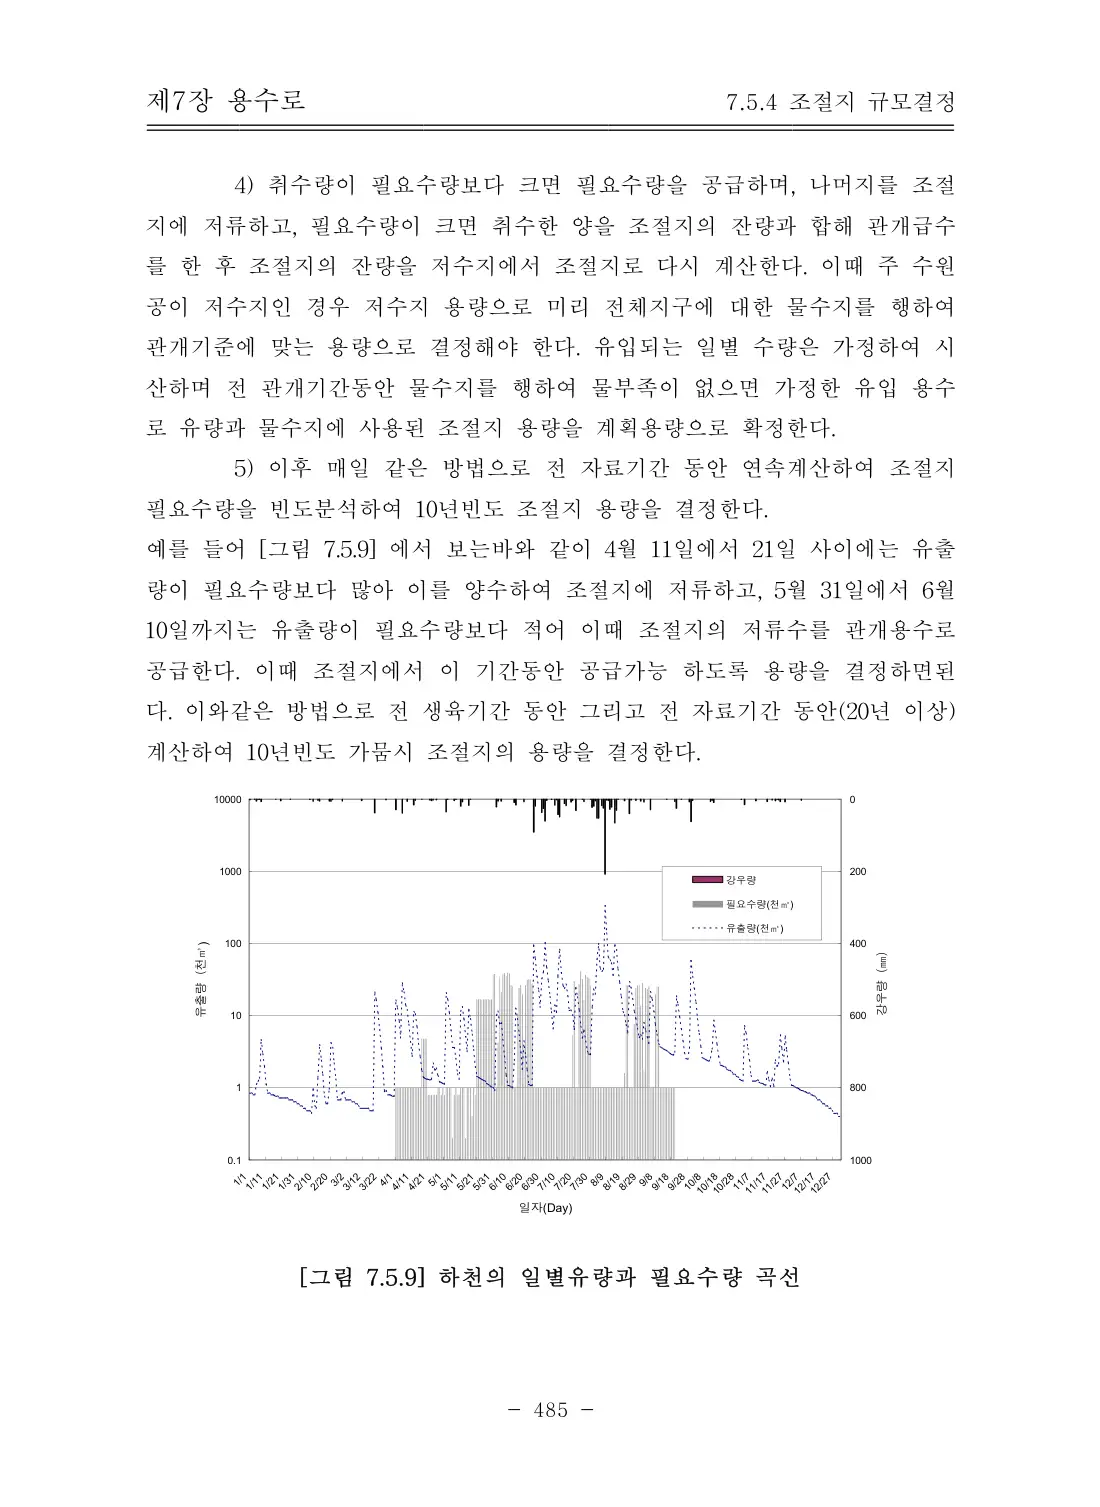 제7장 용수로
7.5.4 조절지 규모결정
4) 취수량이 필요수량보다 크면 필요수량을 공급하며, 나머지를 조절
지에 저류하고, 필요수량이 크면 취수한 양을 조절지의 잔량과 합해 관개급수
를 한 후 조절지의 잔량을 저수지에서 조절지로 다시 계산한다. 이때 주 수원
공이 저수지인 경우 저수지 용량으로 미리 전체지구에 대한 물수지를 행하여
관개기준에 맞는 용량으로 결정해야 한다. 유입되는 일별 수량은 가정하여 시
산하며 전 관개기간동안 물수지를 행하여 물부족이 없으면 가정한 유입 용수
로 유량과 물수지에 사용된 조절지 용량을 계획용량으로 확정한다.
5) 이후 매일 같은 방법으로 전 자료기간 동안 연속계산하여 조절지
필요수량을 빈도분석하여 10년빈도 조절지 용량을 결정한다.
예를 들어 [그림 7.5.9] 에서 보는바와 같이 4월 11일에서 21일 사이에는 유출
량이 필요수량보다 많아 이를 양수하여 조절지에 저류하고, 5월 31일에서 6월
10일까지는 유출량이 필요수량보다 적어 이때 조절지의 저류수를 관개용수로
공급한다. 이때 조절지에서 이 기간동안 공급가능 하도록 용량을 결정하면된
다. 이와같은 방법으로 전 생육기간 동안 그리고 전 자료기간 동안(20년 이상)
계산하여 10년빈도 가뭄시 조절지의 용량을 결정한다.
10000
1000
100
10
1
0.1
유출량 (천㎥)
0
200
400
600
800
1000
강우량 (㎜)
강우량
필요수량(천㎥)
유출량(천㎥)
1/1 1/11 1/21 1/31 2/10 2/20 3/2 3/12 3/22 4/1 4/11 4/21 5/1 5/11 5/21 5/31 6/10 6/20 6/30 7/10 7/20 7/30 8/9 8/19 8/29 9/8 9/18 9/28 10/8 10/18 10/28 11/7 11/17 11/27 12/7 12/17 12/27
일자(Day)
[그림 7.5.9] 하천의 일별유량과 필요수량 곡선
- 485 -